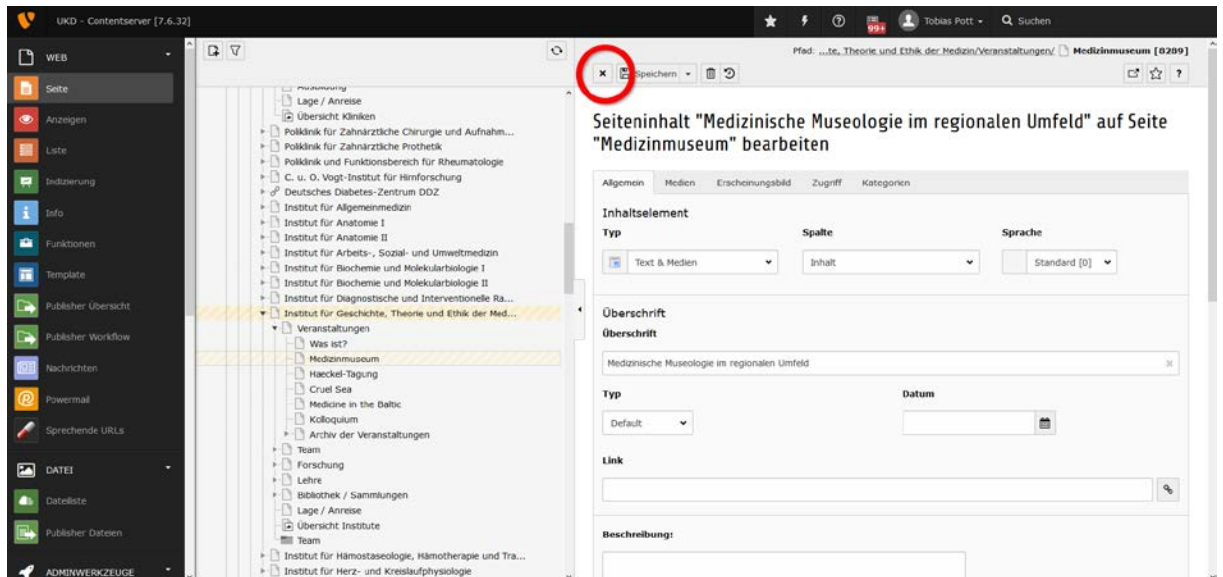 UKD - Contentserver [7.6.32]
99+
Tobias Pott
Suchen
WEB
Seite
Anzeigen
Liste
Indizierung
Info
Funktionen
Template
Publisher Übersicht
Publisher Workflow
Nachrichten
Powermail
Sprechende URLs
DATEI
Dateiliste
Publisher Dateien
ADMINWERKZEUGE
Ausbildung
Lage / Anreise
Übersicht Kliniken
Poliklinik für Zahnärztliche Chirurgie und Aufnahm...
Poliklinik für Zahnärztliche Prothetik
Poliklinik und Funktionsbereich für Rheumatologie
C. u. O. Vogt-Institut für Hirnforschung
Deutsches Diabetes-Zentrum DDZ
Institut für Allgemeinmedizin
Institut für Anatomie I
Institut für Anatomie II
Institut für Arbeits-, Sozial- und Umweltmedizin
Institut für Biochemie und Molekularbiologie I
Institut für Biochemie und Molekularbiologie II
Institut für Diagnostische und Interventionelle Ra...
Institut für Geschichte, Theorie und Ethik der Med...
Veranstaltungen
Was ist?
Medizinmuseum
Haeckel-Tagung
Cruel Sea
Medicine in the Baltic
Kolloquium
Archiv der Veranstaltungen
Team
Forschung
Lehre
Bibliothek / Sammlungen
Lage / Anreise
Übersicht Institute
Team
Institut für Hämostaseologie, Hämotherapie und Tra...
Institut für Herz- und Kreislaufphysiologie
Pfad: ...te, Theorie und Ethik der Medizin/Veranstaltungen/ Medizinmuseum [8289]
Speichern
Seiteninhalt "Medizinische Museologie im regionalen Umfeld" auf Seite
"Medizinmuseum" bearbeiten
Allgemein Medien Erscheinungsbild Zugriff Kategorien
Inhaltselement
Typ Spalte Sprache
Text & Medien Inhalt Standard [0]
Überschrift
Überschrift
Medizinische Museologie im regionalen Umfeld
Typ Datum
Default
Link
Beschreibung: